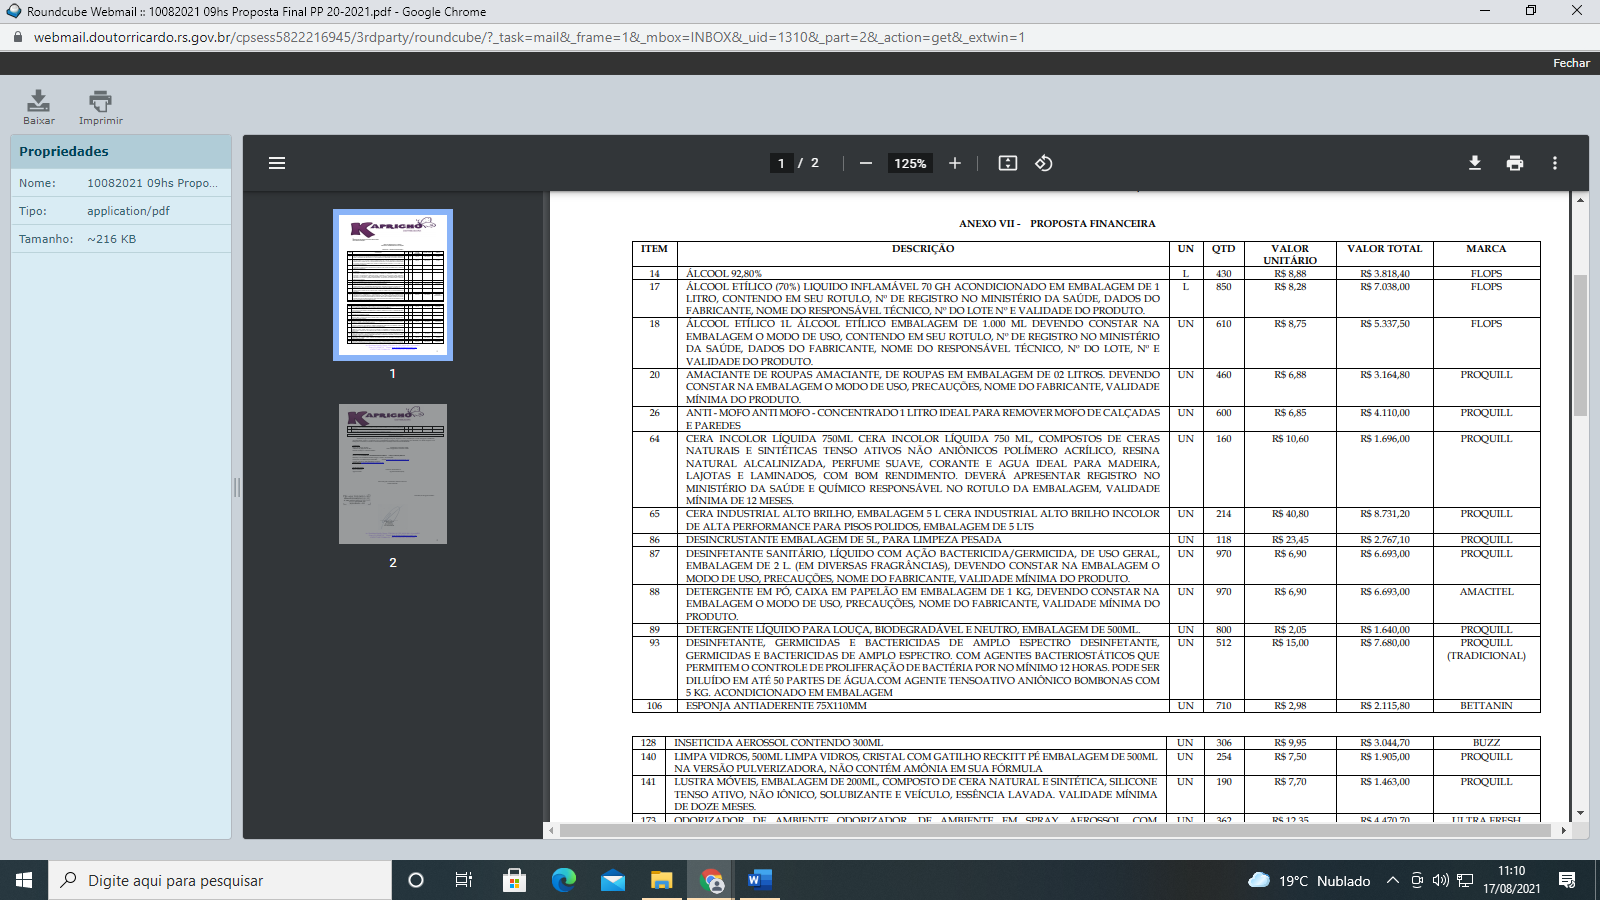 Roundcube Webmail :: 10082021 09hs Proposta Final PP 20-2021.pdf - Google Chrome
webmail.doutorricardo.rs.gov.br/cpsess5822216945/3rdparty/roundcube/?_task=mail&_frame=1&_mbox=INBOX&_uid=1310&_part=2&_action=get&_extwin=1
Fechar
Baixar Imprimir
Propriedades
Nome: 10082021 09hs Propo...
Tipo: application/pdf
Tamanho: ~216 KB
1 / 2 125%
KAPRICHO
1
KAPRICHO
2
ANEXO VII - PROPOSTA FINANCEIRA
ITEM DESCRIÇÃO UN QTD VALOR UNITÁRIO VALOR TOTAL MARCA
14 ÁLCOOL 92,80% L 430 R$ 8,88 R$ 3.818,40 FLOPS
17 ÁLCOOL ETÍLICO (70%) LIQUIDO INFLAMÁVEL 70 GH ACONDICIONADO EM EMBALAGEM DE 1 L 850 R$ 8,28 R$ 7.038,00 FLOPS
LITRO, CONTENDO EM SEU ROTULO, Nº DE REGISTRO NO MINISTÉRIO DA SAÚDE, DADOS DO
FABRICANTE, NOME DO RESPONSÁVEL TÉCNICO, Nº DO LOTE Nº E VALIDADE DO PRODUTO.
18 ÁLCOOL ETÍLICO 1L ÁLCOOL ETÍLICO EMBALAGEM DE 1.000 ML DEVENDO CONSTAR NA UN 610 R$ 8,75 R$ 5.337,50 FLOPS
EMBALAGEM O MODO DE USO, CONTENDO EM SEU ROTULO, Nº DE REGISTRO NO MINISTÉRIO
DA SAÚDE, DADOS DO FABRICANTE, NOME DO RESPONSÁVEL TÉCNICO, Nº DO LOTE, Nº E
VALIDADE DO PRODUTO.
20 AMACIANTE DE ROUPAS AMACIANTE, DE ROUPAS EM EMBALAGEM DE 02 LITROS. DEVENDO UN 460 R$ 6,88 R$ 3.164,80 PROQUILL
CONSTAR NA EMBALAGEM O MODO DE USO, PRECAUÇÕES, NOME DO FABRICANTE, VALIDADE
MÍNIMA DO PRODUTO.
26 ANTI - MOFO ANTI MOFO - CONCENTRADO 1 LITRO IDEAL PARA REMOVER MOFO DE CALÇADAS UN 600 R$ 6,85 R$ 4.110,00 PROQUILL
E PAREDES
64 CERA INCOLOR LÍQUIDA 750ML CERA INCOLOR LÍQUIDA 750 ML, COMPOSTOS DE CERAS UN 160 R$ 10,60 R$ 1.696,00 PROQUILL
NATURAIS E SINTÉTICAS TENSO ATIVOS NÃO ANIÔNICOS POLÍMERO ACRÍLICO, RESINA
NATURAL ALCALINIZADA, PERFUME SUAVE, CORANTE E AGUA IDEAL PARA MADEIRA,
LAJOTAS E LAMINADOS, COM BOM RENDIMENTO. DEVERÁ APRESENTAR REGISTRO NO
MINISTÉRIO DA SAÚDE E QUÍMICO RESPONSÁVEL NO ROTULO DA EMBALAGEM, VALIDADE
MÍNIMA DE 12 MESES.
65 CERA INDUSTRIAL ALTO BRILHO, EMBALAGEM 5 L CERA INDUSTRIAL ALTO BRILHO INCOLOR UN 214 R$ 40,80 R$ 8.731,20 PROQUILL
DE ALTA PERFORMANCE PARA PISOS POLIDOS, EMBALAGEM DE 5 LTS
86 DESINCRUSTANTE EMBALAGEM DE 5L, PARA LIMPEZA PESADA UN 118 R$ 23,45 R$ 2.767,10 PROQUILL
87 DESINFETANTE SANITÁRIO, LÍQUIDO COM AÇÃO BACTERICIDA/GERMICIDA, DE USO GERAL, UN 970 R$ 6,90 R$ 6.693,00 PROQUILL
EMBALAGEM DE 2 L. (EM DIVERSAS FRAGRÂNCIAS), DEVENDO CONSTAR NA EMBALAGEM O
MODO DE USO, PRECAUÇÕES, NOME DO FABRICANTE, VALIDADE MÍNIMA DO PRODUTO.
88 DETERGENTE EM PÓ, CAIXA EM PAPELÃO EM EMBALAGEM DE 1 KG, DEVENDO CONSTAR NA UN 970 R$ 6,90 R$ 6.693,00 AMACITEL
EMBALAGEM O MODO DE USO, PRECAUÇÕES, NOME DO FABRICANTE, VALIDADE MÍNIMA DO
PRODUTO.
89 DETERGENTE LÍQUIDO PARA LOUÇA, BIODEGRADÁVEL E NEUTRO, EMBALAGEM DE 500ML. UN 800 R$ 2,05 R$ 1.640,00 PROQUILL
93 DESINFETANTE, GERMICIDAS E BACTERICIDAS DE AMPLO ESPECTRO DESINFETANTE, UN 512 R$ 15,00 R$ 7.680,00 PROQUILL
GERMICIDAS E BACTERICIDAS DE AMPLO ESPECTRO. COM AGENTES BACTERIOSTÁTICOS QUE (TRADICIONAL)
PERMITEM O CONTROLE DE PROLIFERAÇÃO DE BACTÉRIA POR NO MÍNIMO 12 HORAS. PODE SER
DILUÍDO EM ATÉ 50 PARTES DE ÁGUA.COM AGENTE TENSOATIVO ANIÔNICO BOMBONAS COM
5 KG. ACONDICIONADO EM EMBALAGEM
106 ESPONJA ANTIADERENTE 75X110MM UN 710 R$ 2,98 R$ 2.115,80 BETTANIN
128 INSETICIDA AEROSSOL CONTENDO 300ML UN 306 R$ 9,95 R$ 3.044,70 BUZZ
140 LIMPA VIDROS, 500ML LIMPA VIDROS, CRISTAL COM GATILHO RECKITT PÉ EMBALAGEM DE 500ML UN 254 R$ 7,50 R$ 1.905,00 PROQUILL
NA VERSÃO PULVERIZADORA, NÃO CONTÉM AMÔNIA EM SUA FÓRMULA
141 LUSTRA MÓVEIS, EMBALAGEM DE 200ML, COMPOSTO DE CERA NATURAL E SINTÉTICA, SILICONE UN 190 R$ 7,70 R$ 1.463,00 PROQUILL
TENSO ATIVO, NÃO IÔNICO, SOLUBIZANTE E VEÍCULO, ESSÊNCIA LAVADA. VALIDADE MÍNIMA
DE DOZE MESES.
173 ODORIZADOR DE AMBIENTE ODORIZADOR DE AMBIENTE EM SPRAY AEROSSOL COM UN 362 R$ 12,35 R$ 4.470,70 ULTRA FRESH
Digite aqui para pesquisar
19°C Nublado
11:10
17/08/2021